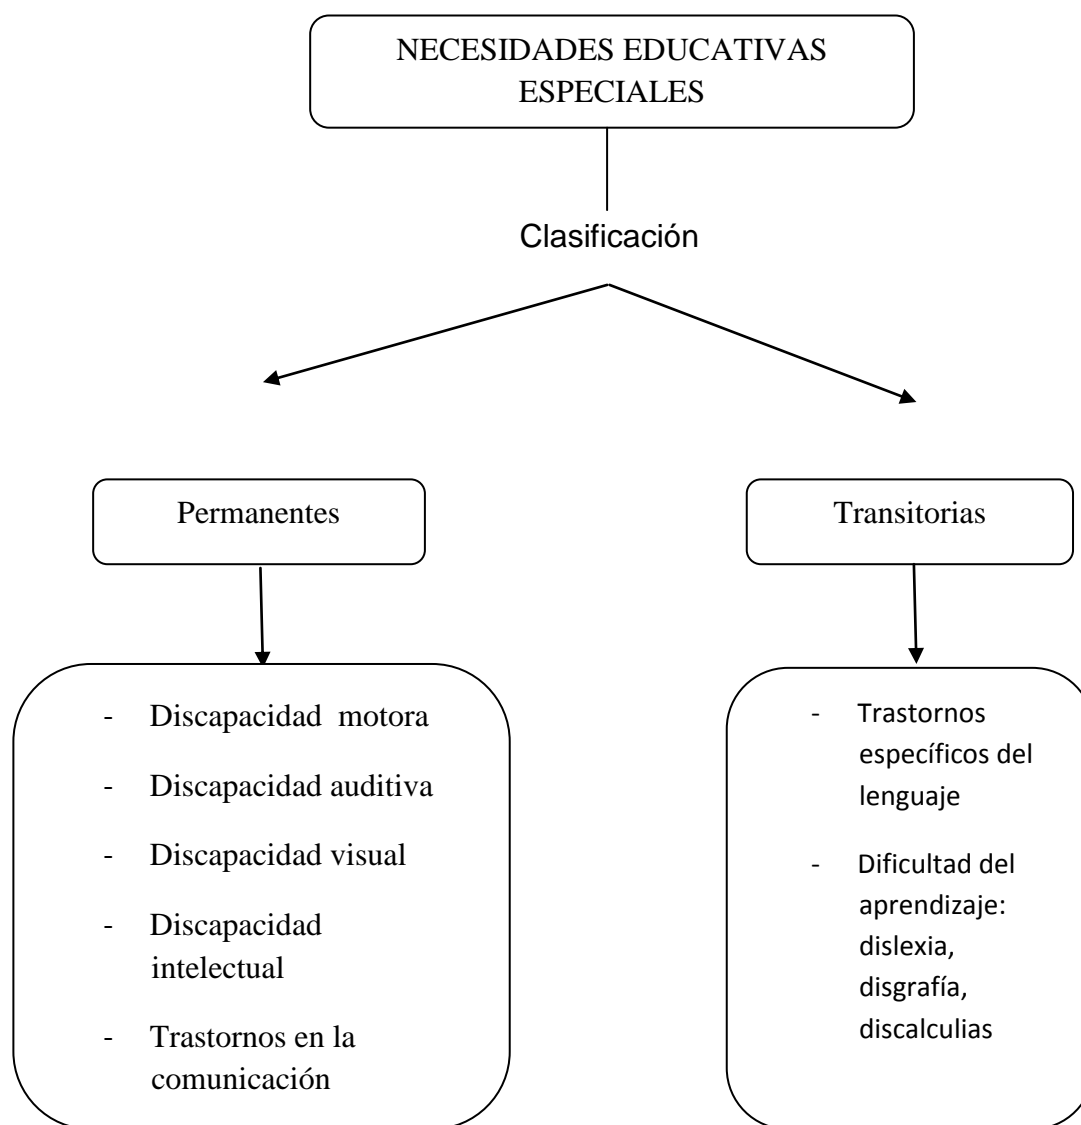 NECESIDADES EDUCATIVAS
ESPECIALES
Clasificación
Permanentes
Transitorias
- Discapacidad motora
- Discapacidad auditiva
- Discapacidad visual
- Discapacidad
intelectual
- Trastornos en la
comunicación
- Trastornos
específicos del
lenguaje
- Dificultad del
aprendizaje:
dislexia,
disgrafía,
discalculias